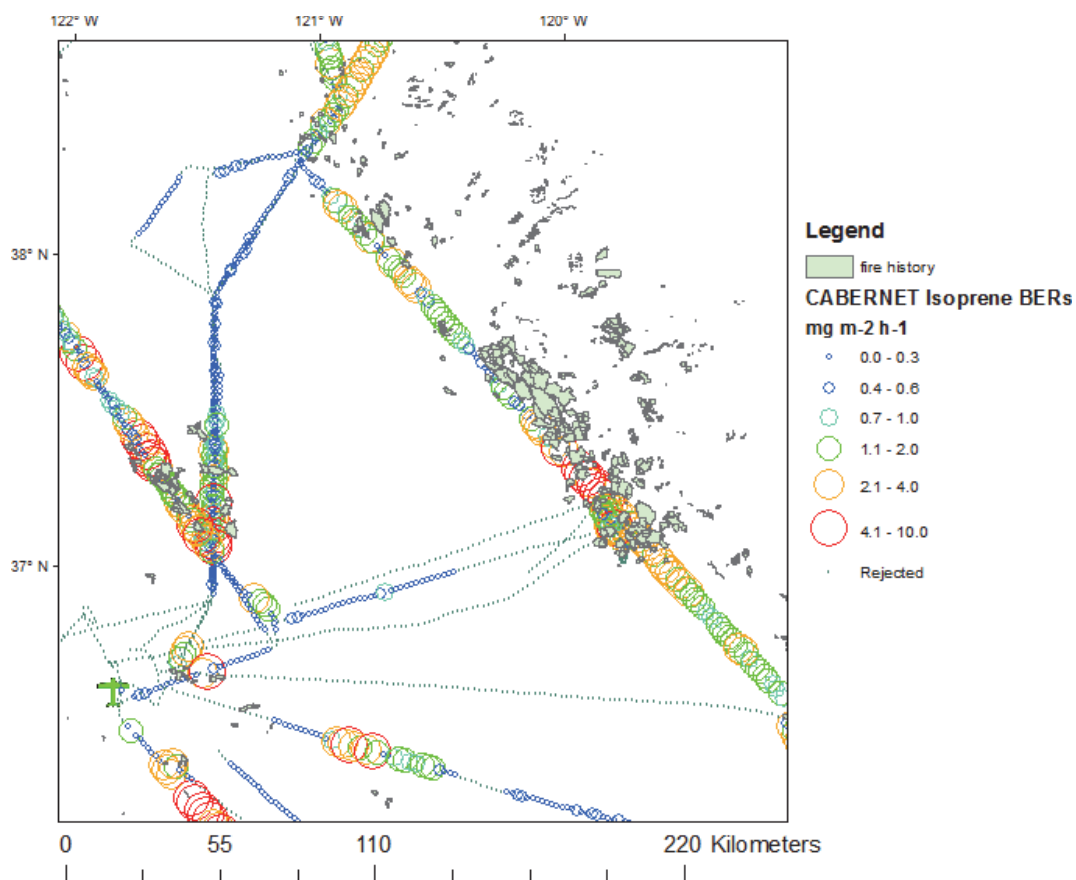 122° W 121° W 120° W
38° N
37° N
Legend
fire history
CABERNET Isoprene BERs
mg m-2 h-1
0.0 - 0.3
0.4 - 0.6
0.7 - 1.0
1.1 - 2.0
2.1 - 4.0
4.1 - 10.0
Rejected
0 55 110 220 Kilometers